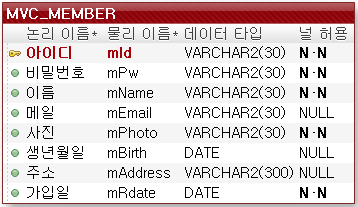 MVC_MEMBER
논리 이름* 물리 이름* 데이터 타입 널 허용
아이디 mId VARCHAR2(30) N·N
비밀번호 mPw VARCHAR2(30) N·N
이름 mName VARCHAR2(30) N·N
메일 mEmail VARCHAR2(30) NULL
사진 mPhoto VARCHAR2(30) N·N
생년월일 mBirth DATE NULL
주소 mAddress VARCHAR2(300) NULL
가입일 mRdate DATE N·N